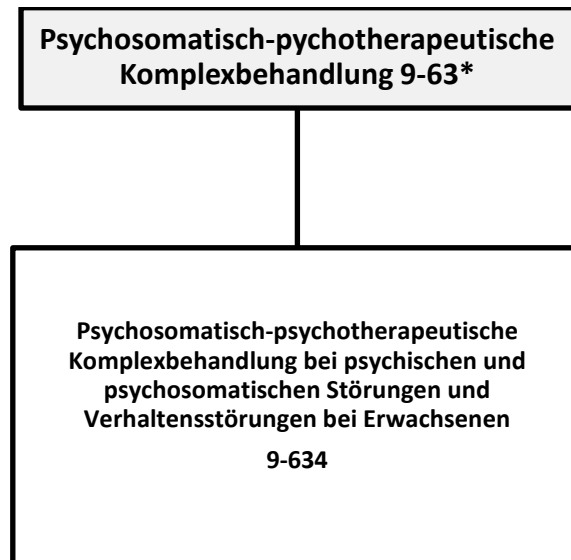 Psychosomatisch-pychotherapeutische
Komplexbehandlung 9-63*
Psychosomatisch-psychotherapeutische
Komplexbehandlung bei psychischen und
psychosomatischen Störungen und
Verhaltensstörungen bei Erwachsenen
9-634